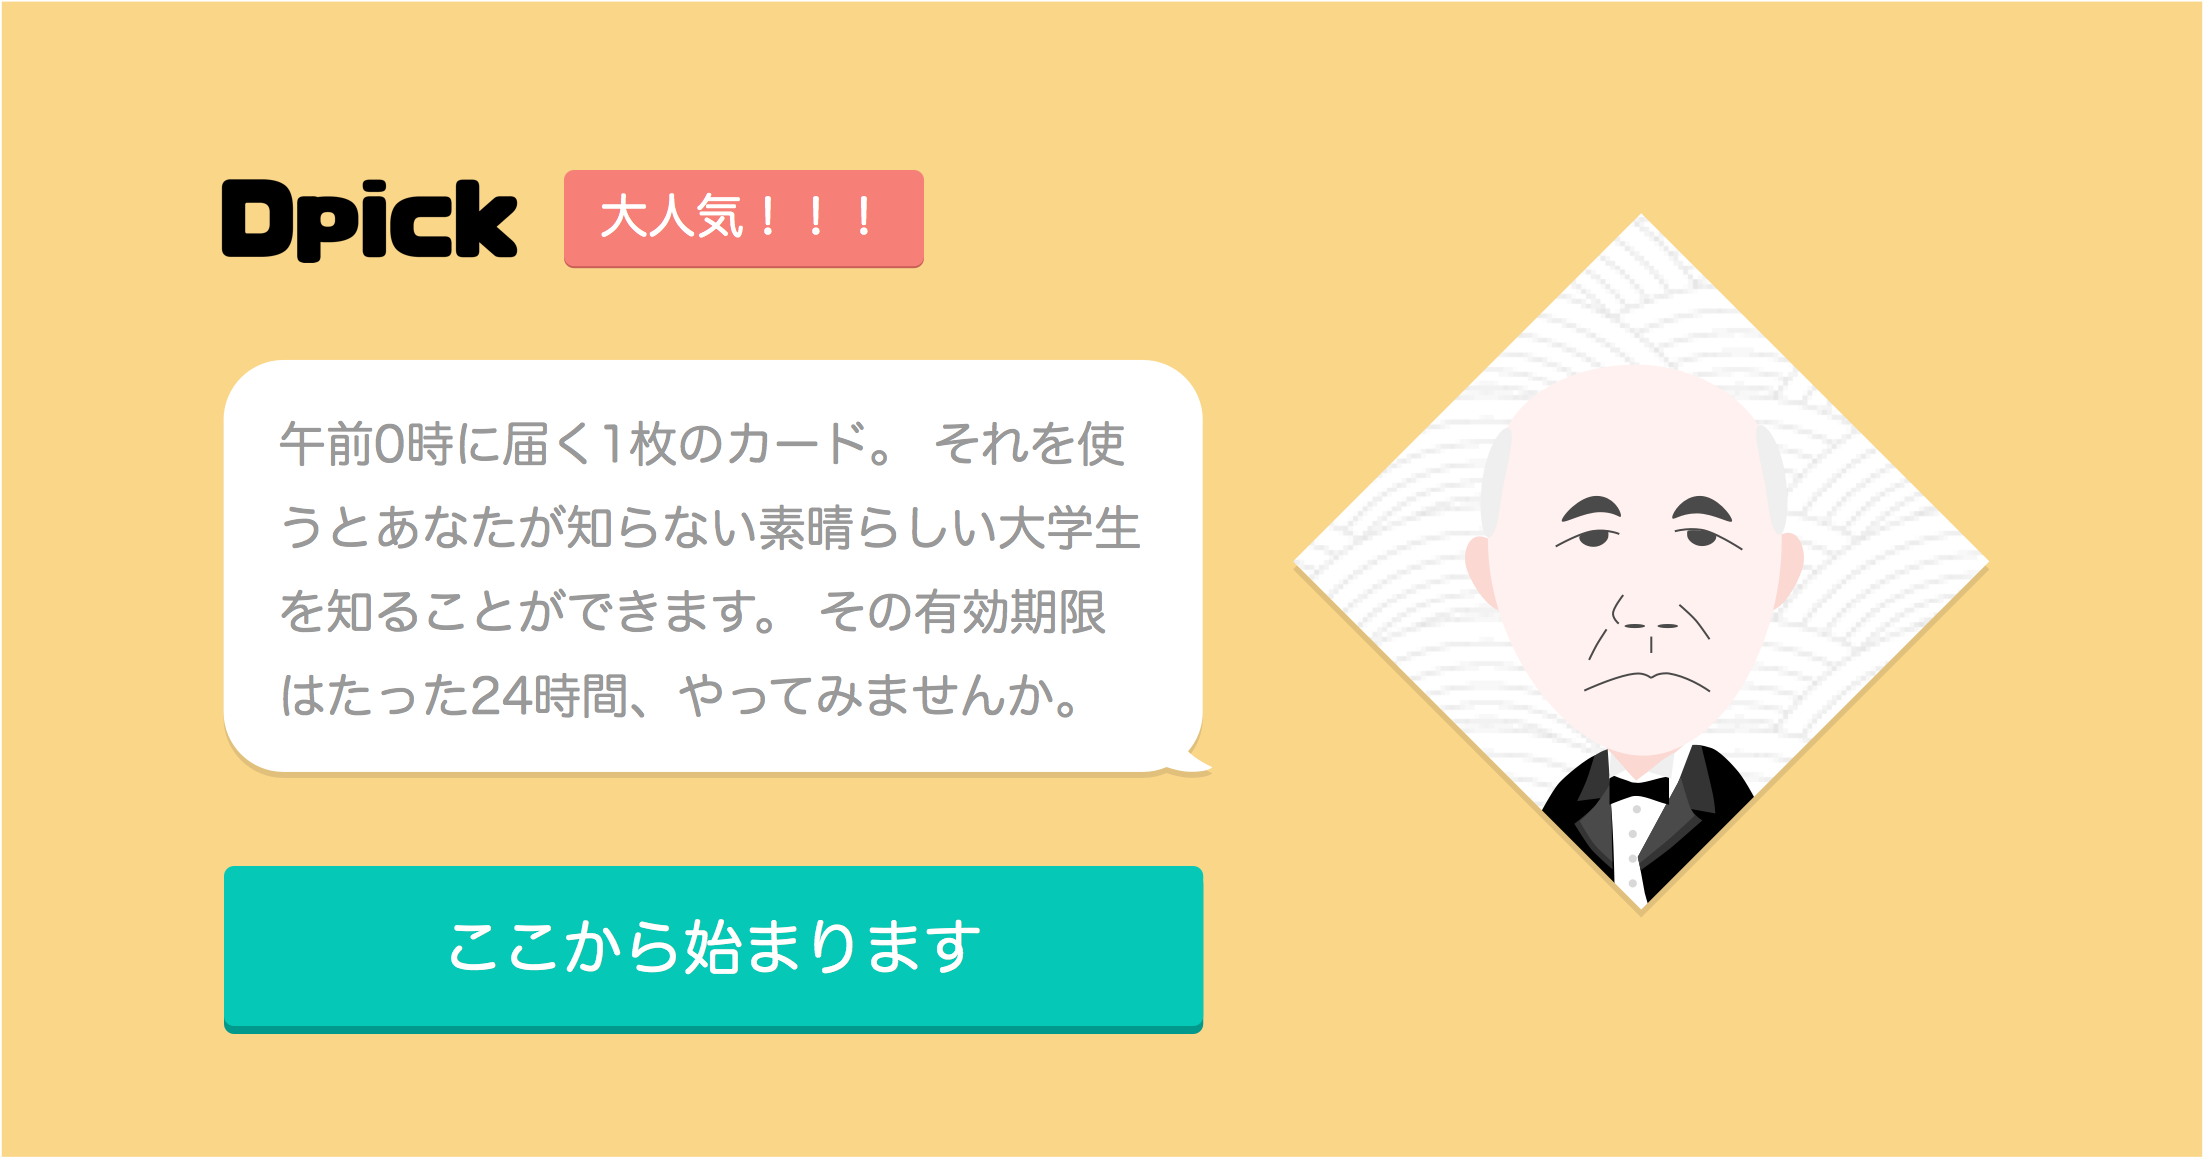 Dpick
大人気！！！
午前0時に届く1枚のカード。 それを使
うとあなたが知らない素晴らしい大学生
を知ることができます。 その有効期限
はたった24時間、やってみませんか。
ここから始まります